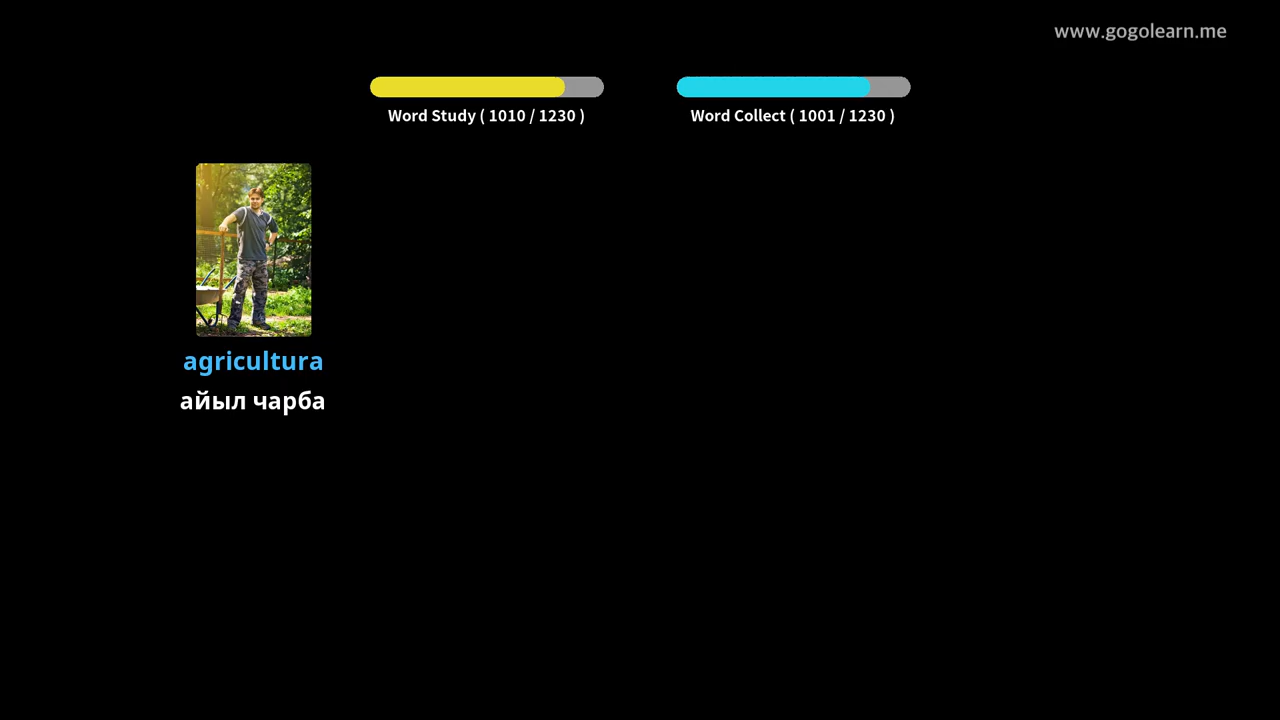 www.gogolearn.me
Word Study ( 1010 / 1230 )
Word Collect ( 1001 / 1230 )
agricultura
айыл чарба